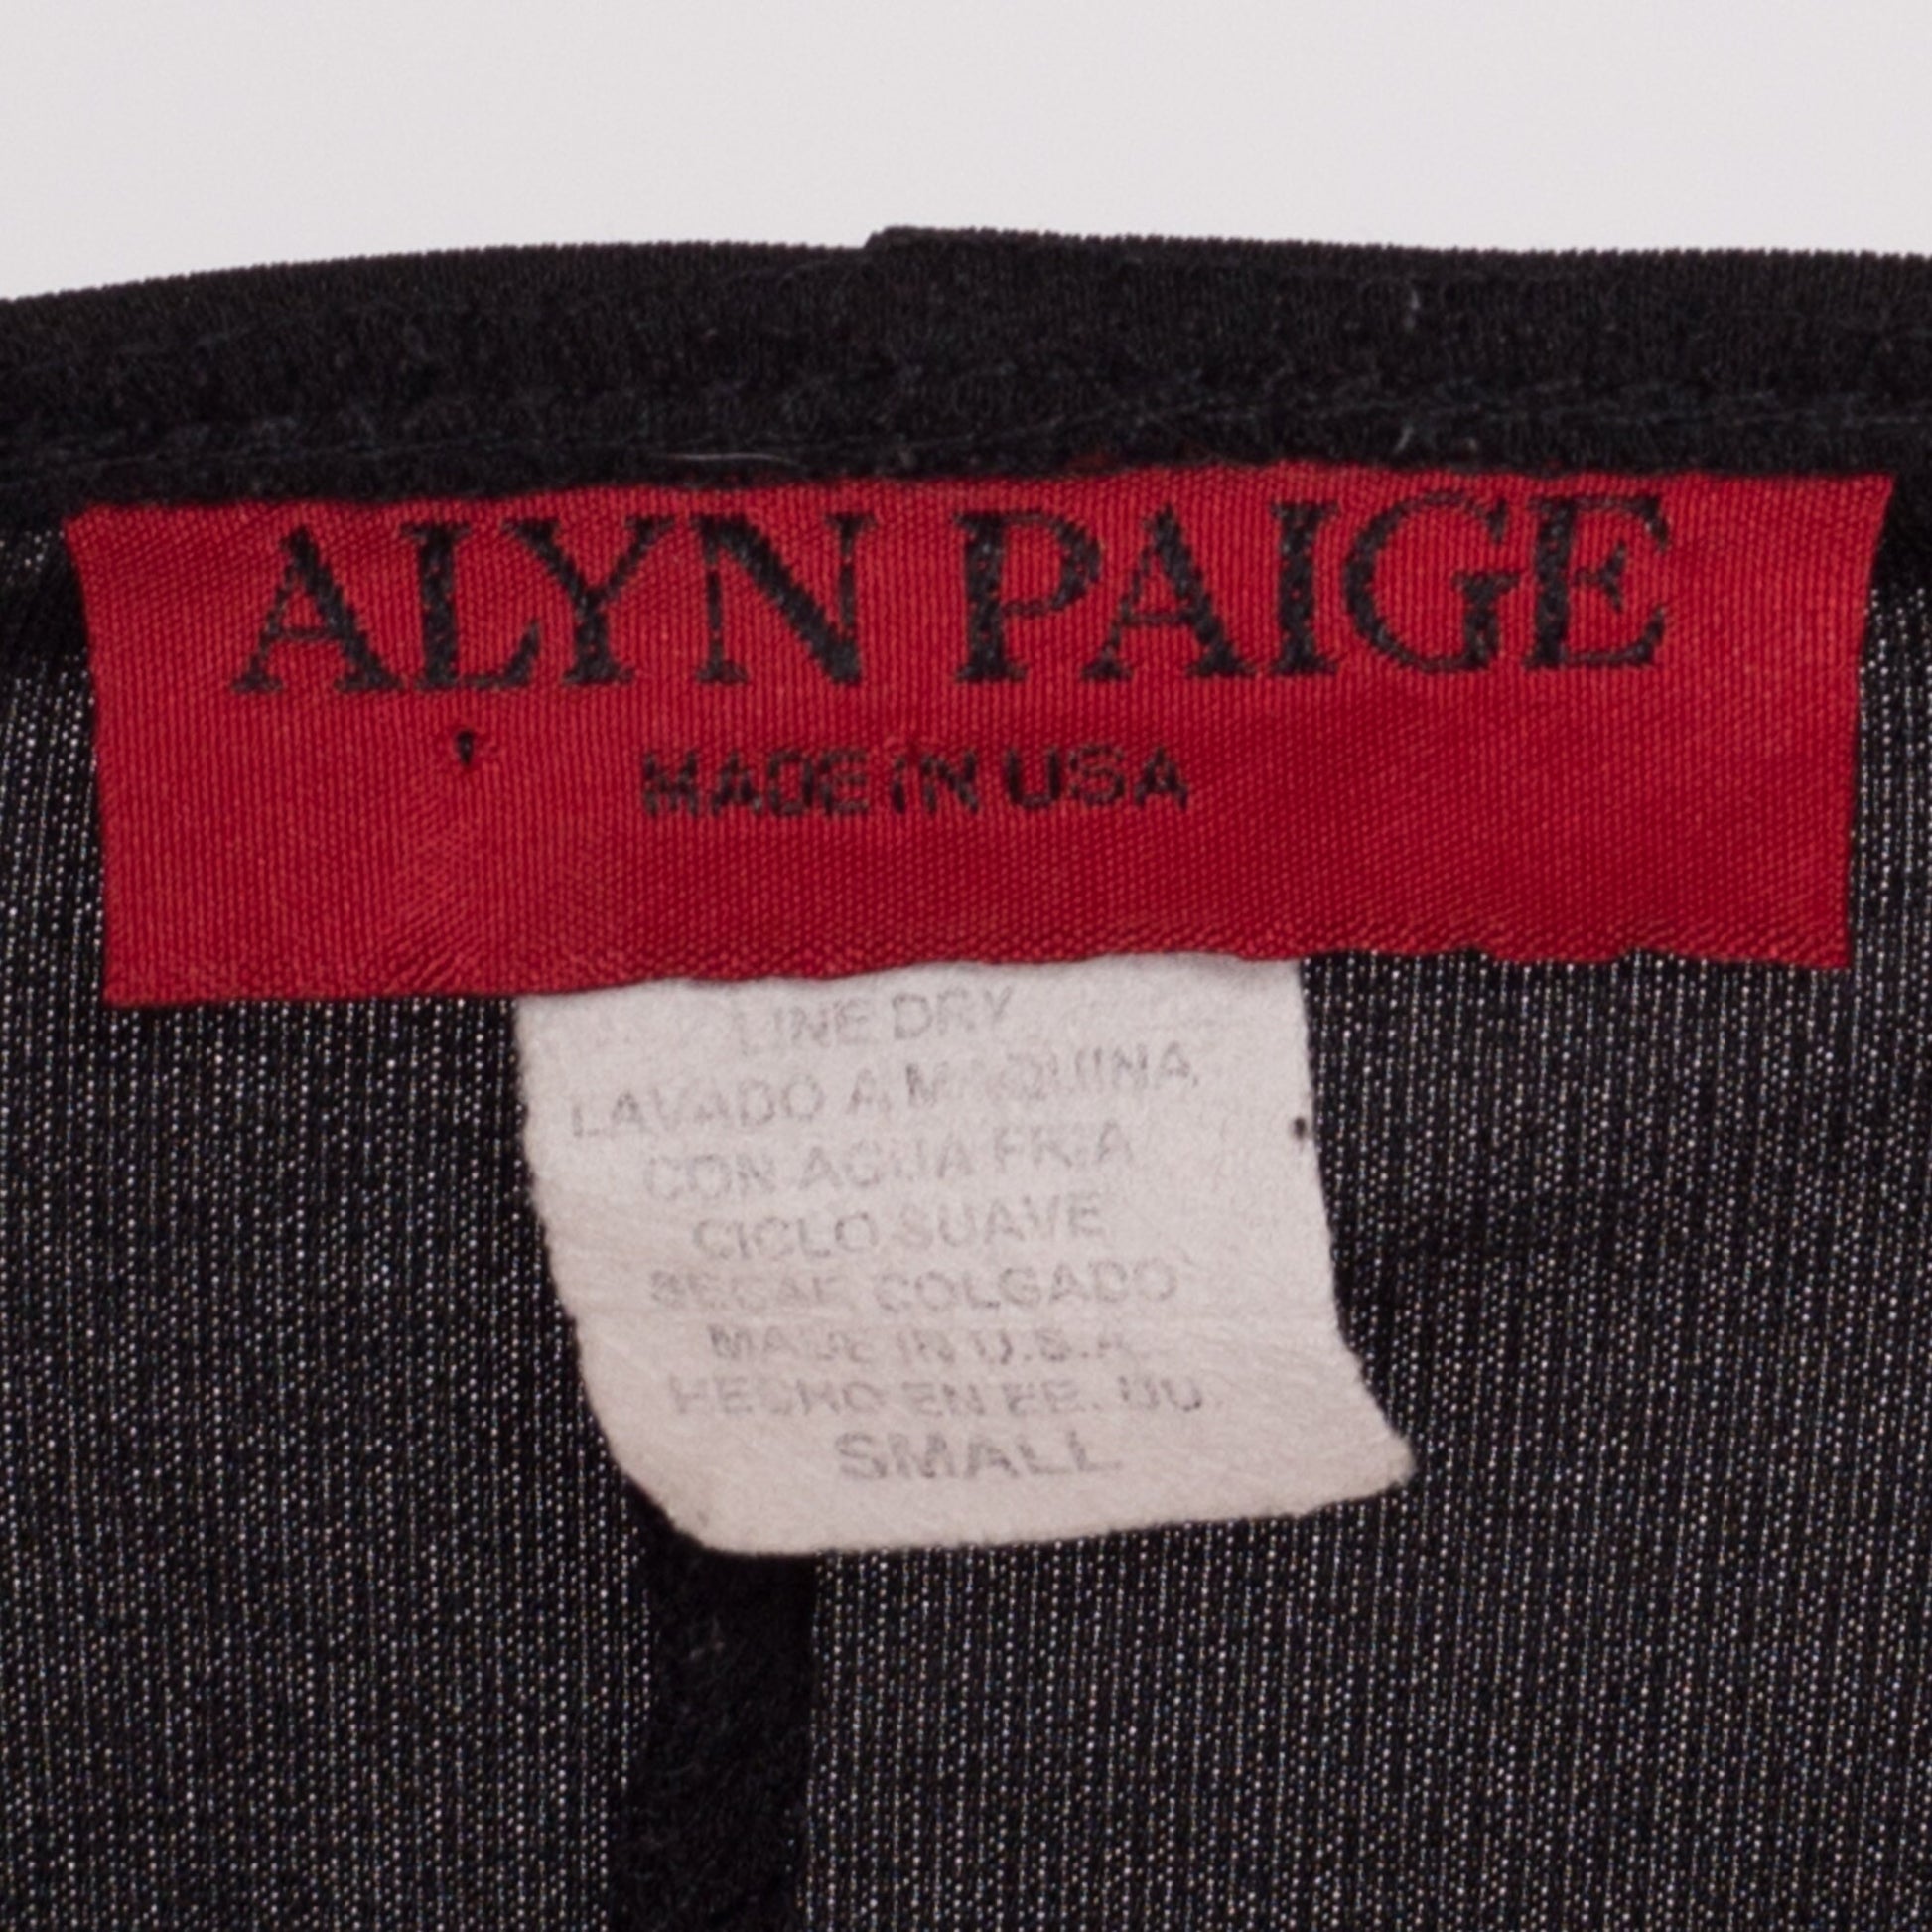 ALYN PAIGE
MADE IN USA
LINE DRY
LAVADO A MAQUINA
CON AGUA FRIA
CICLO SUAVE
SECAR COLGADO
MADE IN U.S.A.
HECHO EN EE. UU.
SMALL